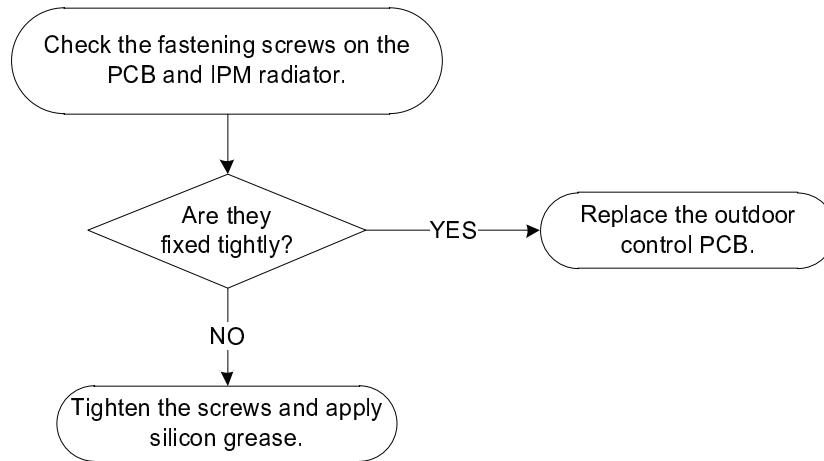 Check the fastening screws on the
PCB and IPM radiator.
Are they
fixed tightly?
YES
Replace the outdoor
control PCB.
NO
Tighten the screws and apply
silicon grease.